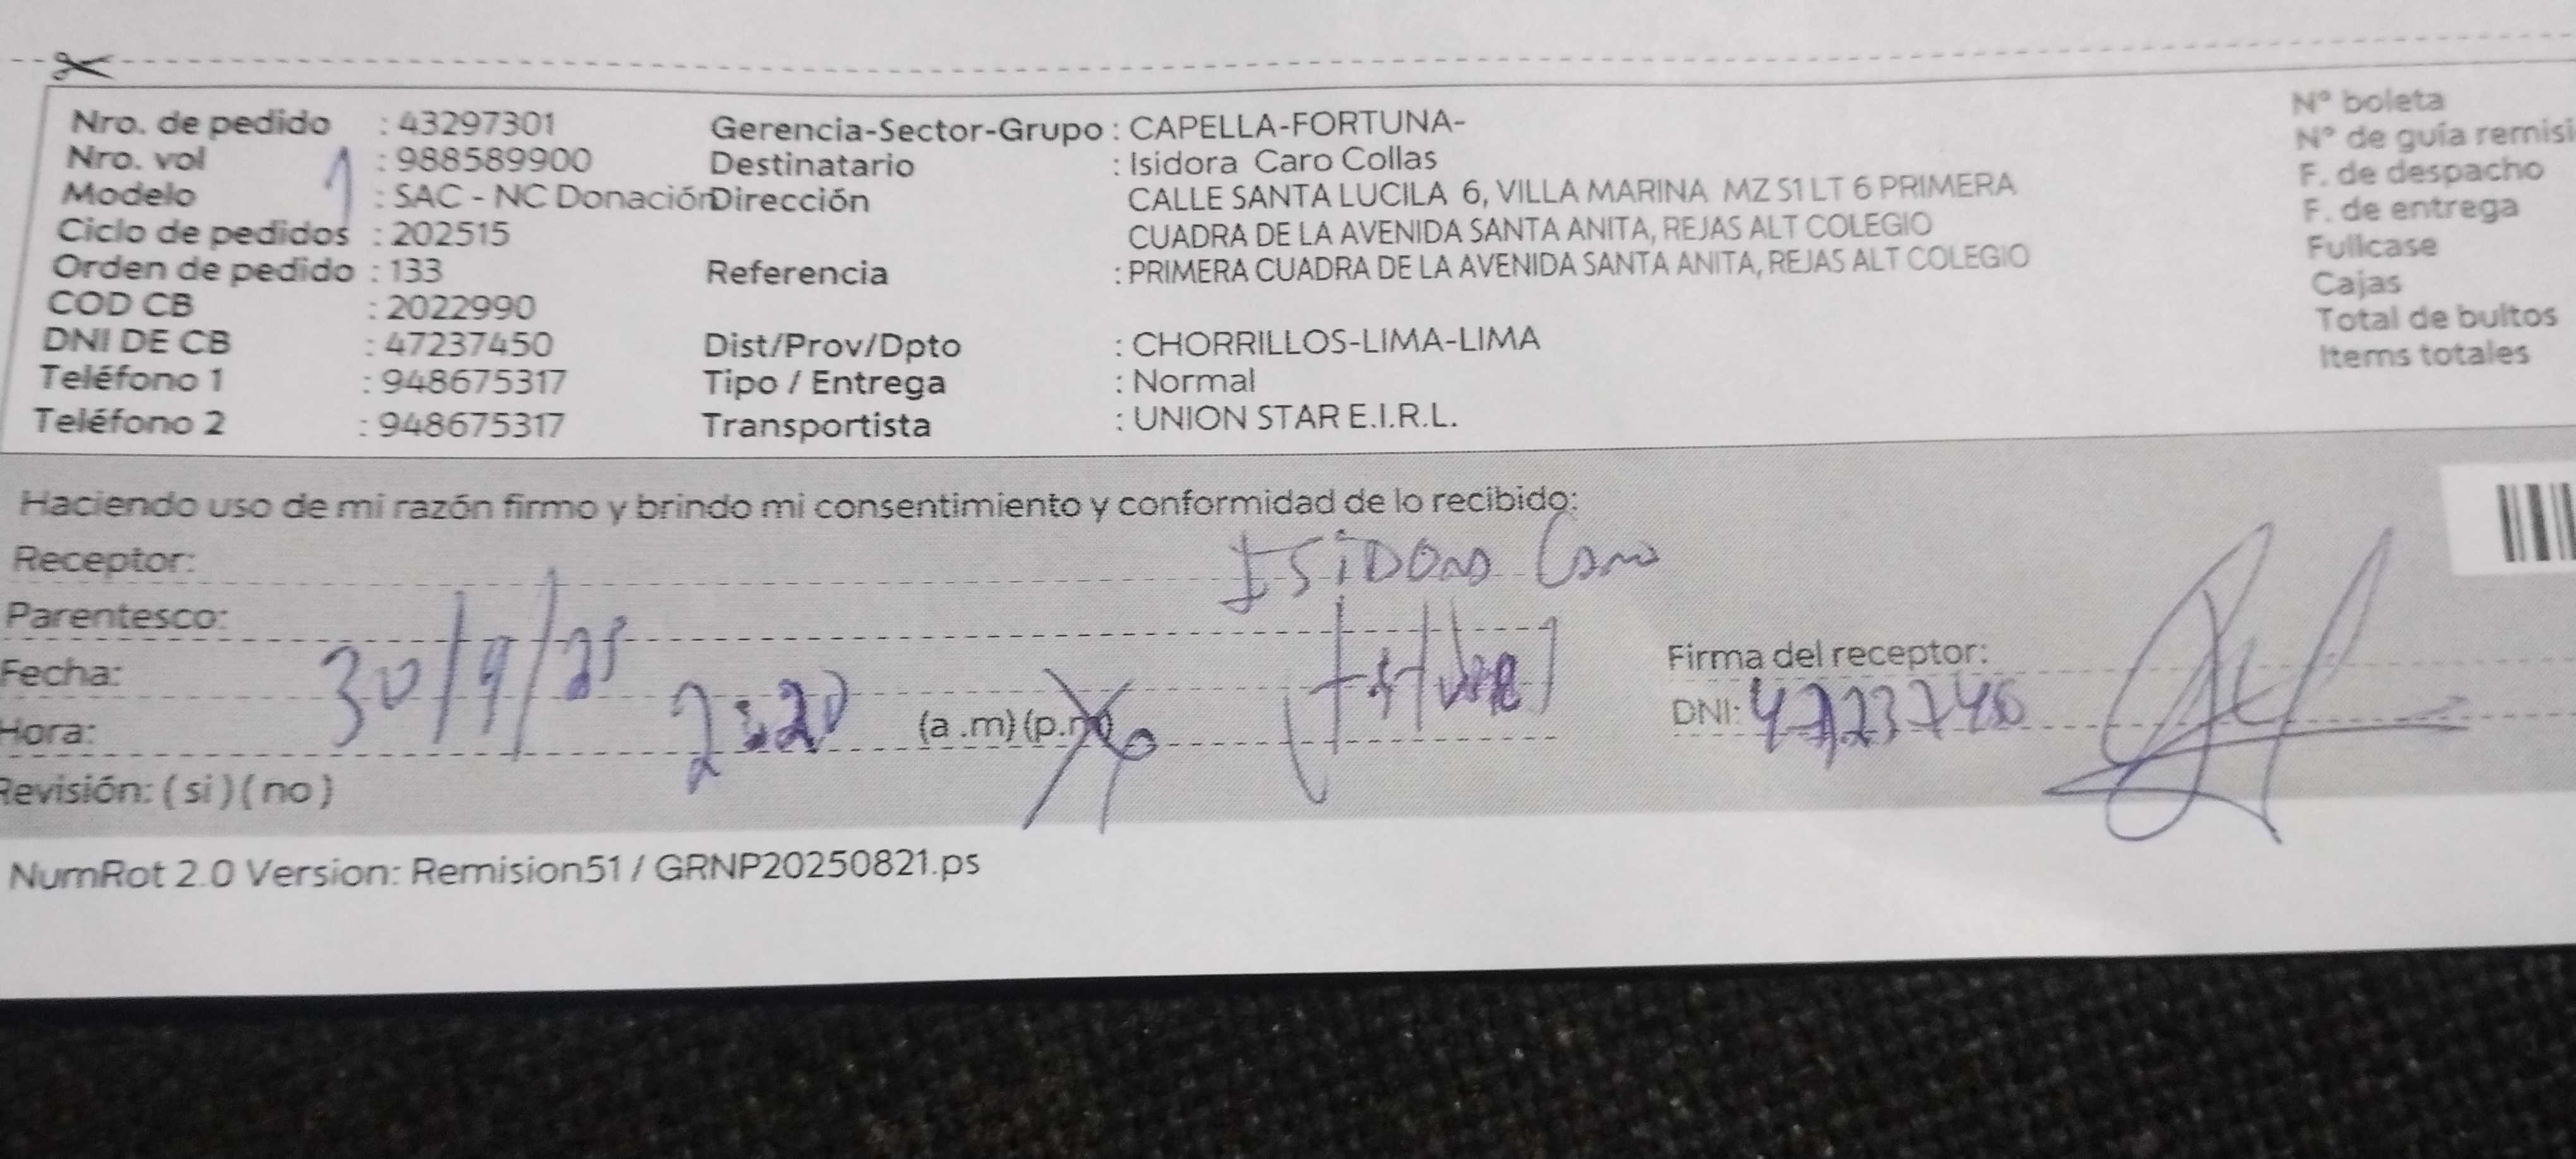 Nro. de pedido : 43297301 Gerencia-Sector-Grupo : CAPELLA-FORTUNA- N° boleta
Nro. vol 1 : 988589900 Destinatario : Isidora Caro Collas N° de guía remisi
Modelo : SAC - NC Donación Dirección CALLE SANTA LUCILA 6, VILLA MARINA MZ S1 LT 6 PRIMERA F. de despacho
Ciclo de pedidos : 202515 CUADRA DE LA AVENIDA SANTA ANITA, REJAS ALT COLEGIO F. de entrega
Orden de pedido : 133 Referencia : PRIMERA CUADRA DE LA AVENIDA SANTA ANITA, REJAS ALT COLEGIO Fullcase
COD CB : 2022990 Cajas
DNI DE CB : 47237450 Dist/Prov/Dpto : CHORRILLOS-LIMA-LIMA Total de bultos
Teléfono 1 : 948675317 Tipo / Entrega : Normal Items totales
Teléfono 2 : 948675317 Transportista : UNION STAR E.I.R.L.
Haciendo uso de mi razón firmo y brindo mi consentimiento y conformidad de lo recibido:
Receptor: Isidora Caro
Parentesco: Titular
Fecha: 30/9/25 Firma del receptor:
Hora: 2:20 (a .m) (p.m) DNI: 47237450
Revisión: ( si ) ( no )
NumRot 2.0 Version: Remision51 / GRNP20250821.ps